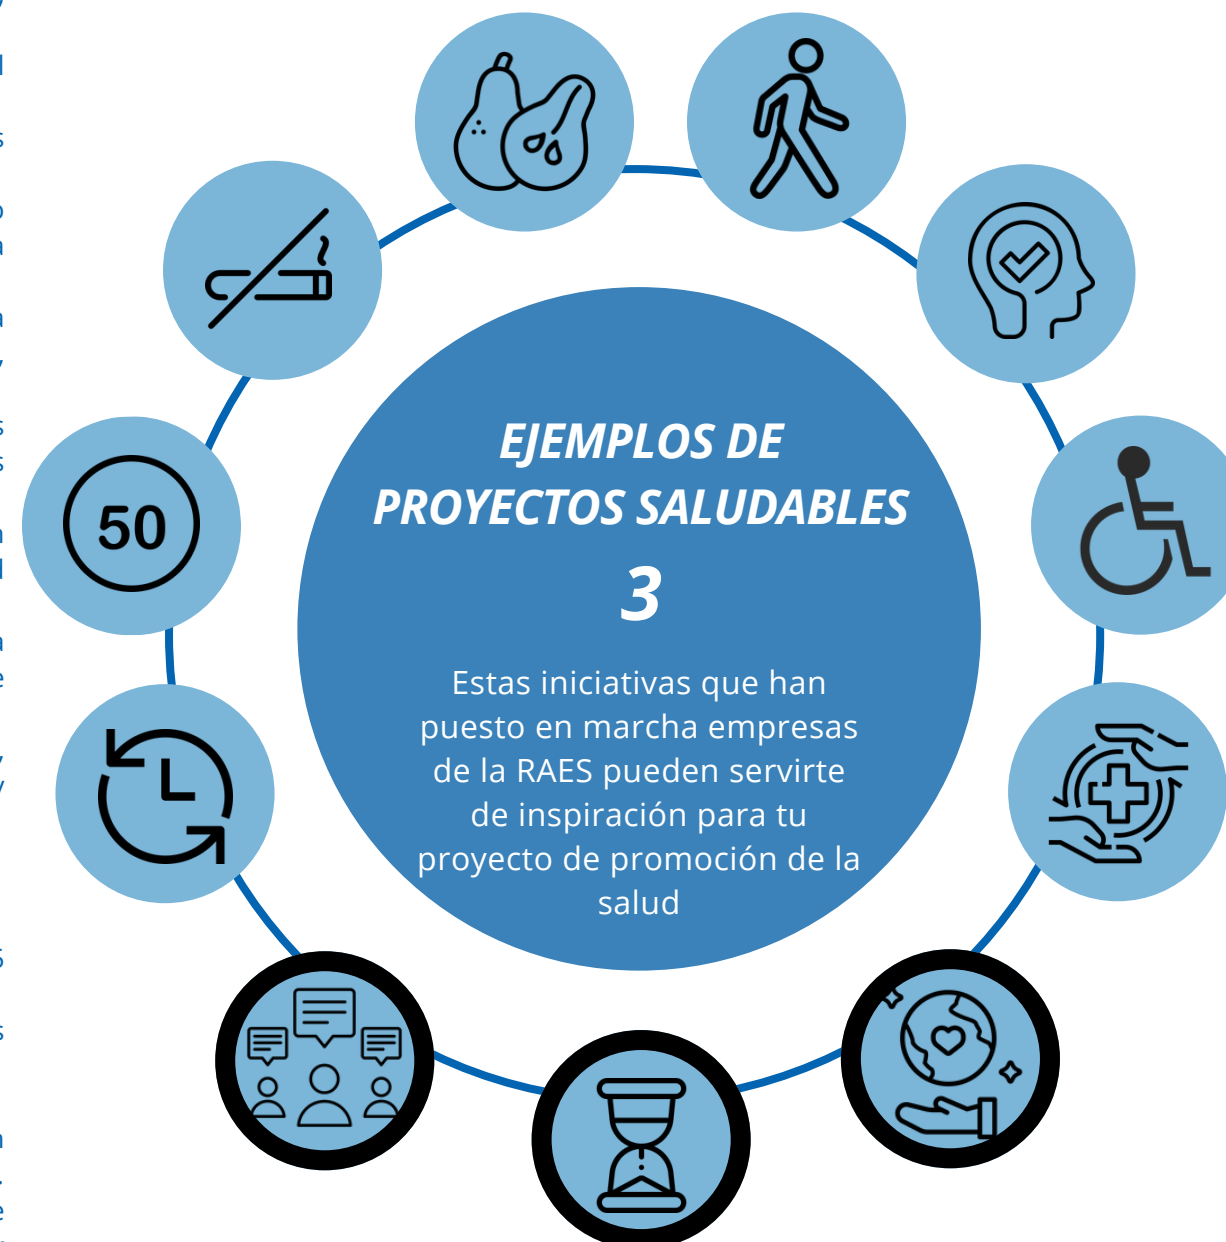 EJEMPLOS DE
PROYECTOS SALUDABLES
3
Estas iniciativas que han
puesto en marcha empresas
de la RAES pueden servirte
de inspiración para tu
proyecto de promoción de la
salud
50